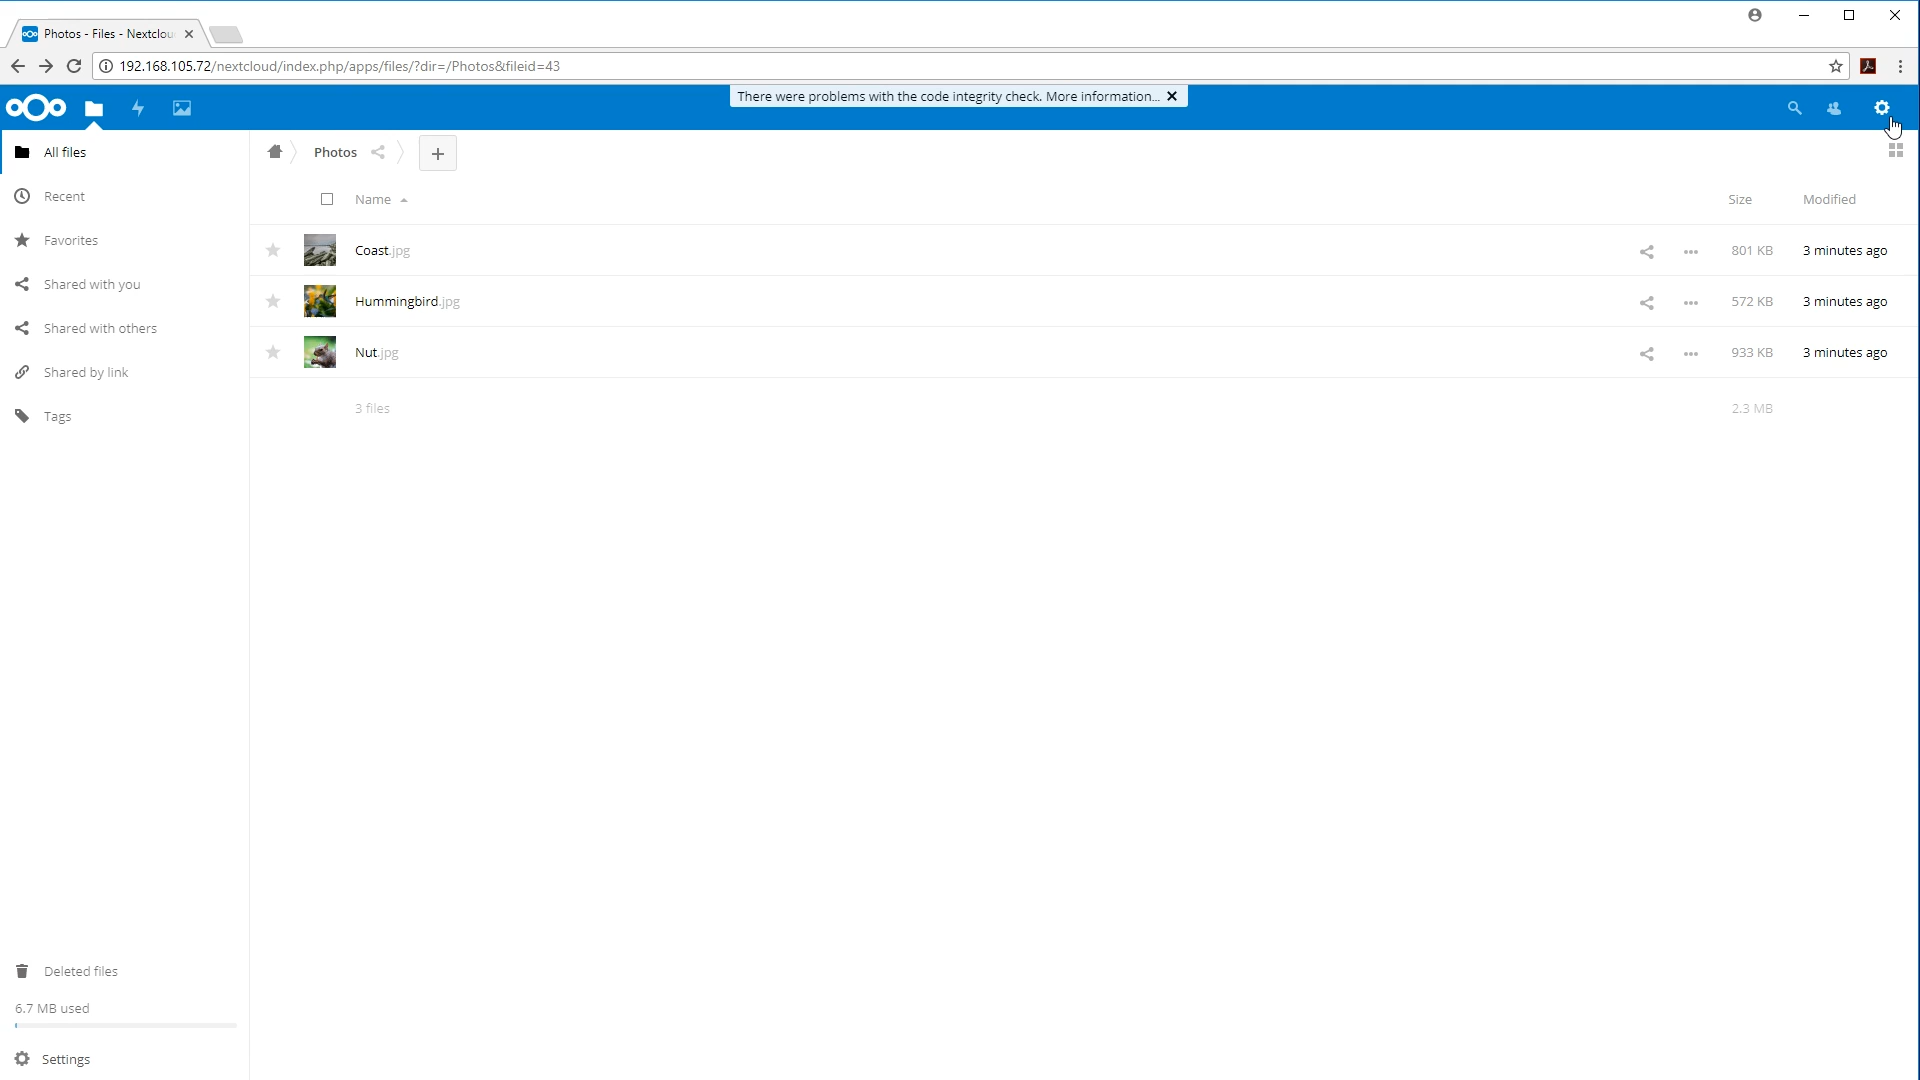 Photos - Files - Nextclou
192.168.105.72/nextcloud/index.php/apps/files/?dir=/Photos&fileid=43
There were problems with the code integrity check. More information...
All files
Photos
Recent
Name Size Modified
Favorites
Coast.jpg 801 KB 3 minutes ago
Shared with you
Hummingbird.jpg 572 KB 3 minutes ago
Shared with others
Nut.jpg 933 KB 3 minutes ago
Shared by link
3 files 2.3 MB
Tags
Deleted files
6.7 MB used
Settings